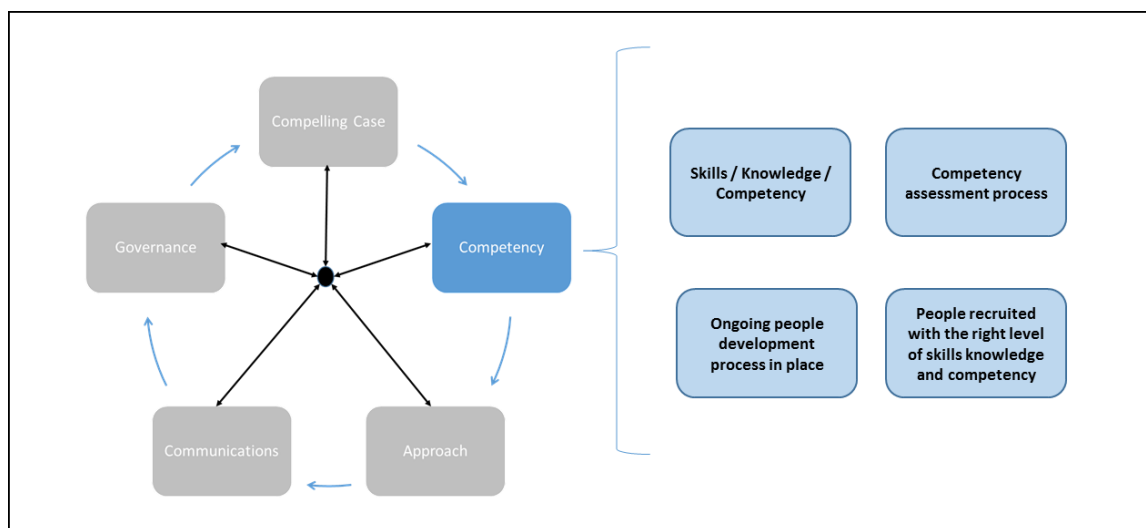 Compelling Case
Governance
Competency
Communications
Approach
Skills / Knowledge /
Competency
Competency
assessment process
Ongoing people
development
process in place
People recruited
with the right level
of skills knowledge
and competency